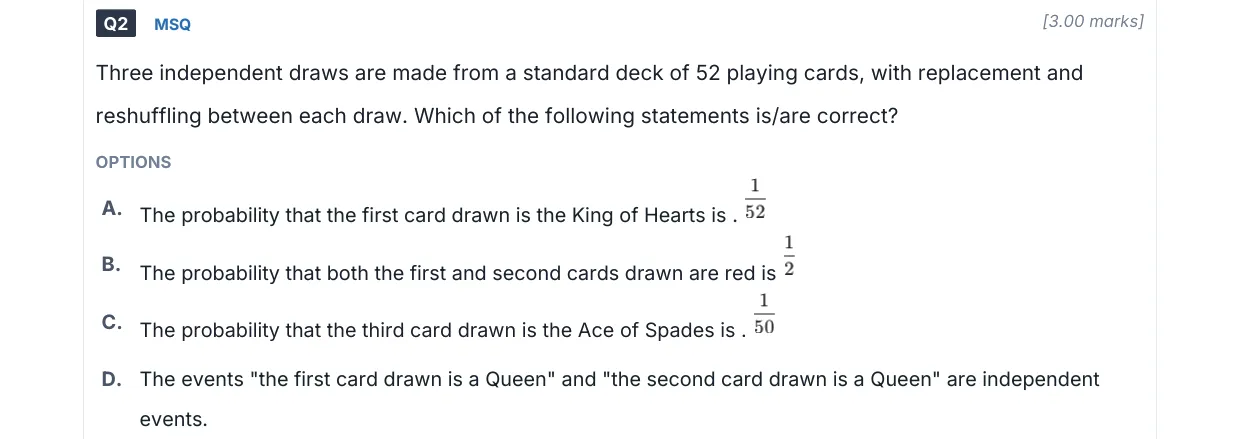 Q2 MSQ [3.00 marks]
Three independent draws are made from a standard deck of 52 playing cards, with replacement and
reshuffling between each draw. Which of the following statements is/are correct?
OPTIONS
A. The probability that the first card drawn is the King of Hearts is . 1/52
B. The probability that both the first and second cards drawn are red is 1/2
C. The probability that the third card drawn is the Ace of Spades is . 1/50
D. The events "the first card drawn is a Queen" and "the second card drawn is a Queen" are independent
events.